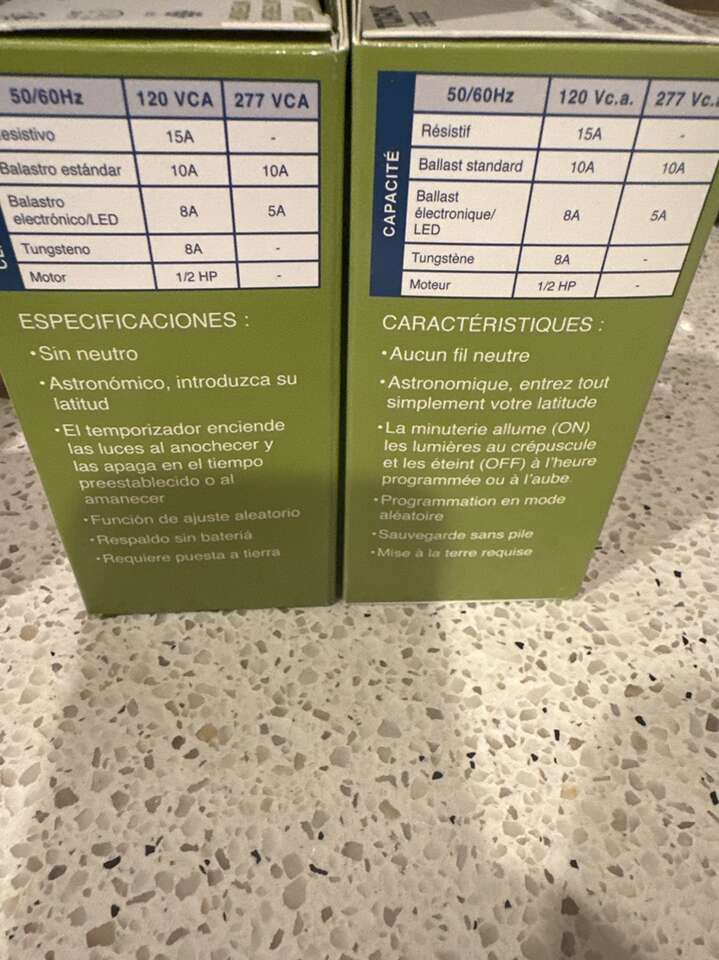 50/60Hz 120 VCA 277 VCA
esistivo 15A -
Balastro estándar 10A 10A
Balastro
electrónico/LED 8A 5A
Tungsteno 8A -
Motor 1/2 HP -
ESPECIFICACIONES :
•Sin neutro
•Astronómico, introduzca su
latitud
•El temporizador enciende
las luces al anochecer y
las apaga en el tiempo
preestablecido o al
amanecer
•Función de ajuste aleatorio
•Respaldo sin bateriá
•Requiere puesta a tierra
CAPACITÉ
50/60Hz 120 Vc.a. 277 Vc.
Résistif 15A -
Ballast standard 10A 10A
Ballast
électronique/
LED 8A 5A
Tungstène 8A -
Moteur 1/2 HP -
CARACTÉRISTIQUES :
•Aucun fil neutre
•Astronomique, entrez tout
simplement votre latitude
•La minuterie allume (ON)
les lumières au crépuscule
et les éteint (OFF) à l'heure
programmée ou à l'aube.
•Programmation en mode
aléatoire
•Sauvegarde sans pile
•Mise à la terre requise